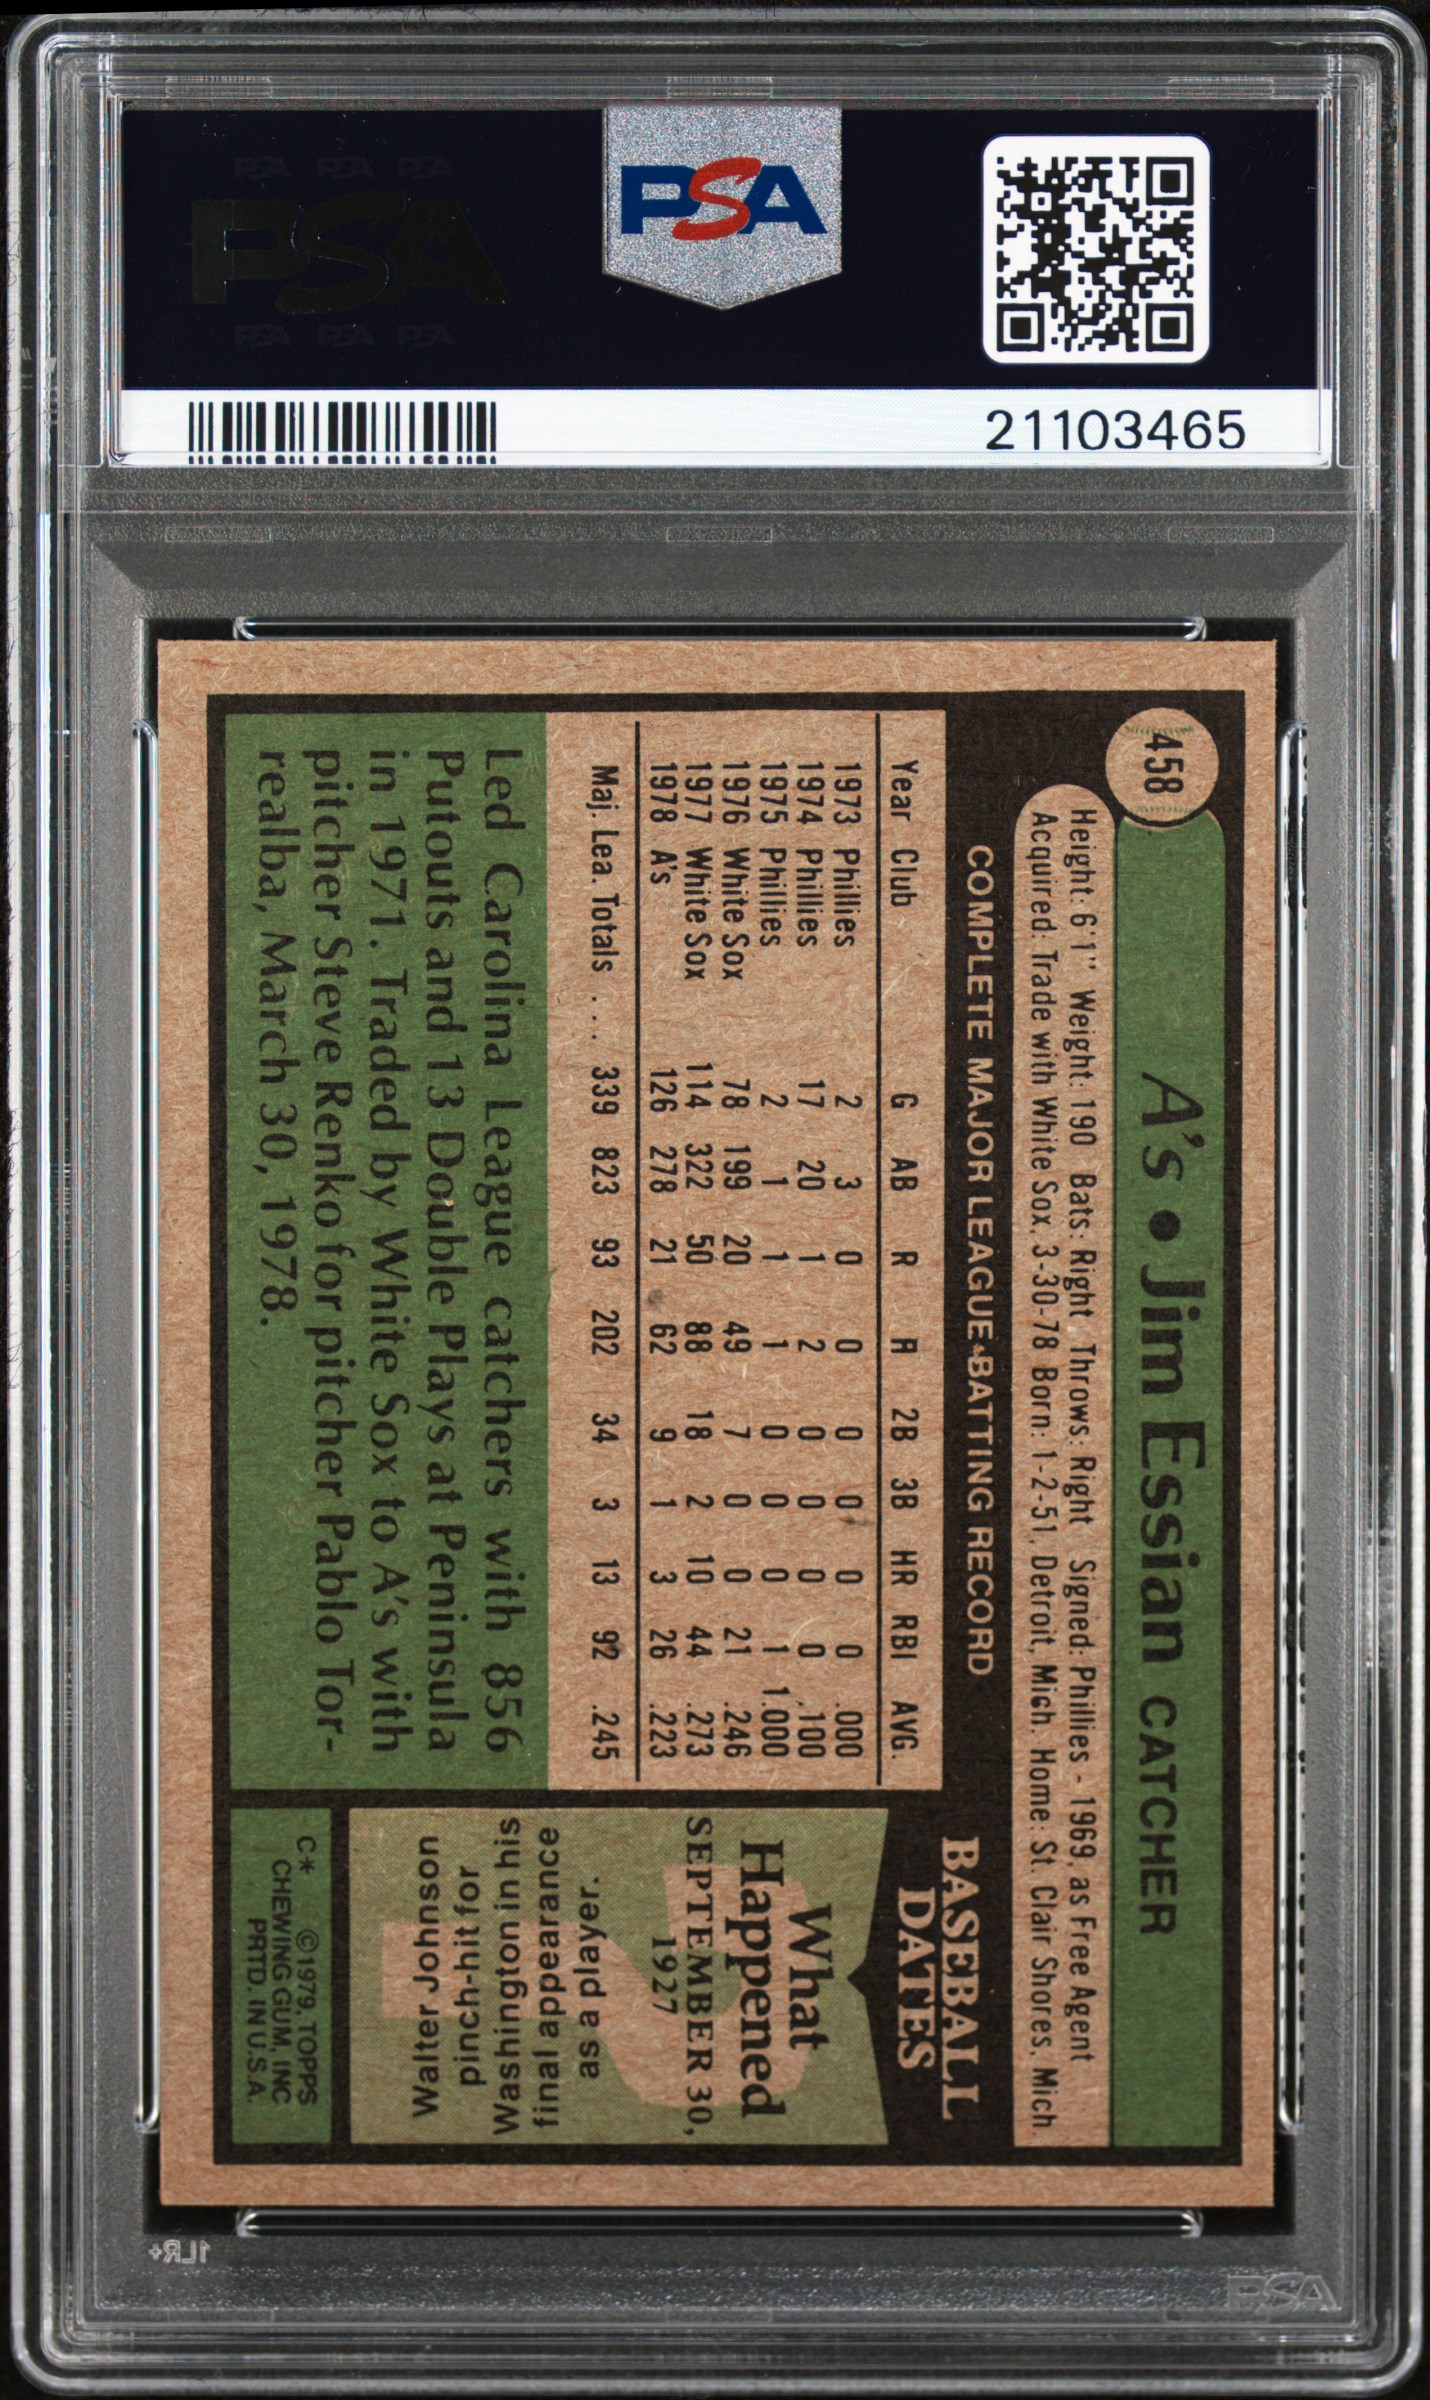 PSA PSA PSA
PSA
PSA PSA PSA
PSA
21103465
458
A's • Jim Essian CATCHER
Height: 6'1" Weight: 190 Bats: Right Throws: Right Signed: Phillies - 1969, as Free Agent
Acquired: Trade with White Sox, 3-30-78 Born: 1-2-51, Detroit, Mich. Home: St. Clair Shores, Mich.
COMPLETE MAJOR LEAGUE BATTING RECORD
Year Club G AB R H 2B 3B HR RBI AVG.
1973 Phillies 2 3 0 0 0 0 0 0 .000
1974 Phillies 17 20 1 2 0 0 0 0 .100
1975 Phillies 2 1 1 1 0 0 0 1 1.000
1976 White Sox 78 199 20 49 7 0 0 21 .246
1977 White Sox 114 322 50 88 18 2 10 44 .273
1978 A's 126 278 21 62 9 1 3 26 .223
Maj. Lea. Totals . . . 339 823 93 202 34 3 13 92 .245
Led Carolina League catchers with 856
Putouts and 13 Double Plays at Peninsula
in 1971. Traded by White Sox to A's with
pitcher Steve Renko for pitcher Pablo Tor-
realba, March 30, 1978.
BASEBALL
DATES
What
Happened
SEPTEMBER 30,
1927
?
Walter Johnson
pinch-hit for
Washington in his
final appearance
as a player.
C* ©1979 TOPPS
CHEWING GUM, INC
PRTD. IN U.S.A.
1LR+
PSA